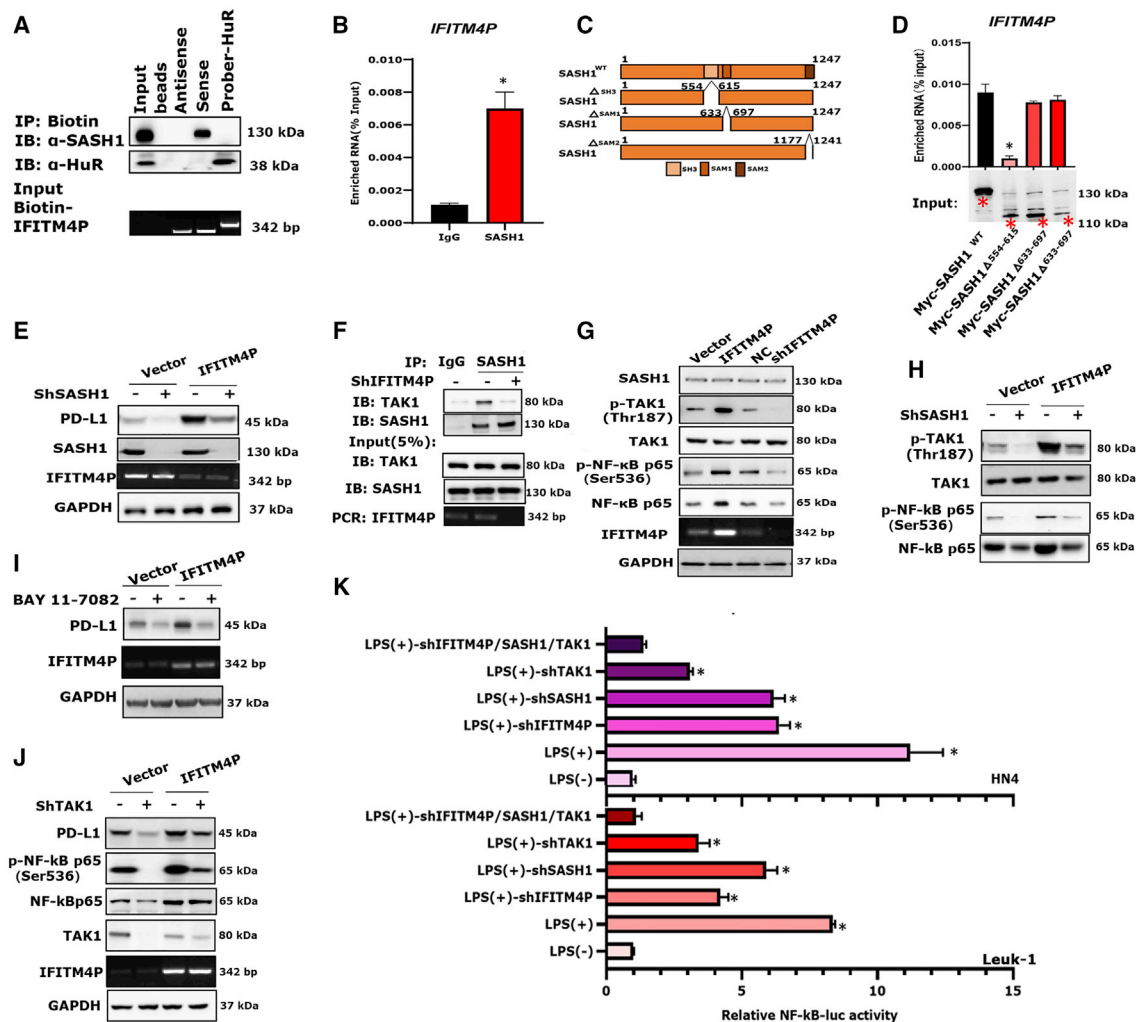 A
Input
beads
Antisense
Sense
Prober-HuR
IP: Biotin
IB: α-SASH1
130 kDa
IB: α-HuR
38 kDa
Input
Biotin-
IFITM4P
342 bp
B
IFITM4P
Enriched RNA(% Input)
0.010
0.008
0.006
0.004
0.002
0.000
*
IgG
SASH1
C
1 1247
SASH1 WT
1 554 615 1247
SASH1 △SH3
1 633 697 1247
SASH1 △SAM1
1 1177 1241
SASH1 △SAM2
SH3 SAM1 SAM2
D
IFITM4P
Enriched RNA(% input)
0.015
0.010
0.005
0.000
*
Input:
130 kDa
110 kDa
* * * *
Myc-SASH1 WT
Myc-SASH1 Δ554-615
Myc-SASH1 Δ633-697
Myc-SASH1 Δ633-697
E
Vector IFITM4P
ShSASH1 - + - +
PD-L1 45 kDa
SASH1 130 kDa
IFITM4P 342 bp
GAPDH 37 kDa
F
IP: IgG SASH1
ShIFITM4P - - +
IB: TAK1 80 kDa
IB: SASH1 130 kDa
Input(5%):
IB: TAK1 80 kDa
IB: SASH1 130 kDa
PCR: IFITM4P 342 bp
G
Vector IFITM4P NC shIFITM4P
SASH1 130 kDa
p-TAK1
(Thr187)
80 kDa
TAK1 80 kDa
p-NF-κB p65
(Ser536)
65 kDa
NF-κB p65 65 kDa
IFITM4P 342 bp
GAPDH 37 kDa
H
Vector IFITM4P
ShSASH1 - + - +
p-TAK1
(Thr187)
80 kDa
TAK1 80 kDa
p-NF-kB p65
(Ser536)
65 kDa
NF-kB p65 65 kDa
I
Vector IFITM4P
BAY 11-7082 - + - +
PD-L1 45 kDa
IFITM4P 342 bp
GAPDH 37 kDa
J
Vector IFITM4P
ShTAK1 - + - +
PD-L1 45 kDa
p-NF-kB p65
(Ser536)
65 kDa
NF-kBp65 65 kDa
TAK1 80 kDa
IFITM4P 342 bp
GAPDH 37 kDa
K
LPS(+)-shIFITM4P/SASH1/TAK1
LPS(+)-shTAK1 *
LPS(+)-shSASH1 *
LPS(+)-shIFITM4P *
LPS(+) *
LPS(-)
HN4
LPS(+)-shIFITM4P/SASH1/TAK1
LPS(+)-shTAK1 *
LPS(+)-shSASH1 *
LPS(+)-shIFITM4P *
LPS(+) *
LPS(-)
Leuk-1
0 5 10 15
Relative NF-kB-luc activity